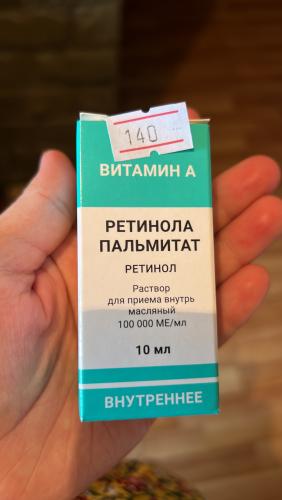 140
ВИТАМИН А
РЕТИНОЛА
ПАЛЬМИТАТ
РЕТИНОЛ
Раствор
для приема внутрь
масляный
100 000 МЕ/мл
10 мл
ВНУТРЕННЕЕ